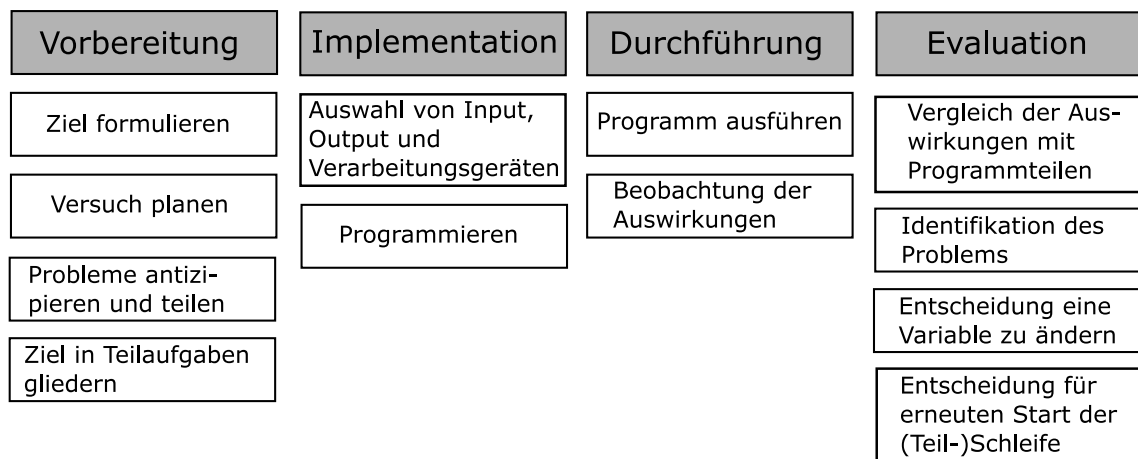 Vorbereitung
Ziel formulieren
Versuch planen
Probleme antizi-
pieren und teilen
Ziel in Teilaufgaben
gliedern
Implementation
Auswahl von Input,
Output und
Verarbeitungsgeräten
Programmieren
Durchführung
Programm ausführen
Beobachtung der
Auswirkungen
Evaluation
Vergleich der Aus-
wirkungen mit
Programmteilen
Identifikation des
Problems
Entscheidung eine
Variable zu ändern
Entscheidung für
erneuten Start der
(Teil-)Schleife